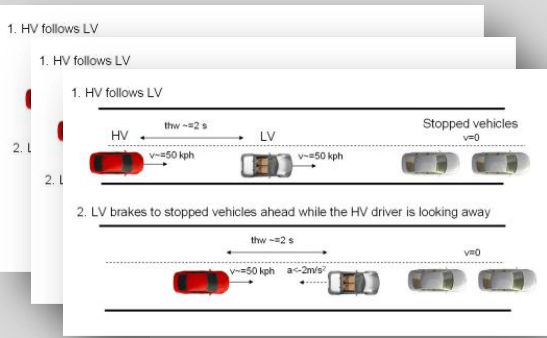 1. HV follows LV
1. HV follows LV
1. HV follows LV
thw ~=2 s
Stopped vehicles
HV
LV
v=0
v~=50 kph
v~=50 kph
2. L
2. L
2. LV brakes to stopped vehicles ahead while the HV driver is looking away
thw ~=2 s
v=0
v~=50 kph
a<-2m/s²